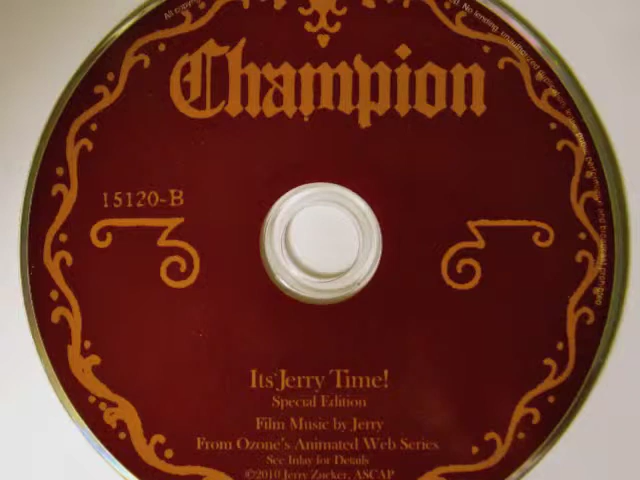 Champion
15120-B
Its Jerry Time!
Special Edition
Film Music by Jerry
From Ozone's Animated Web Series
See Inlay for Details
©2010 Jerry Zucker, ASCAP